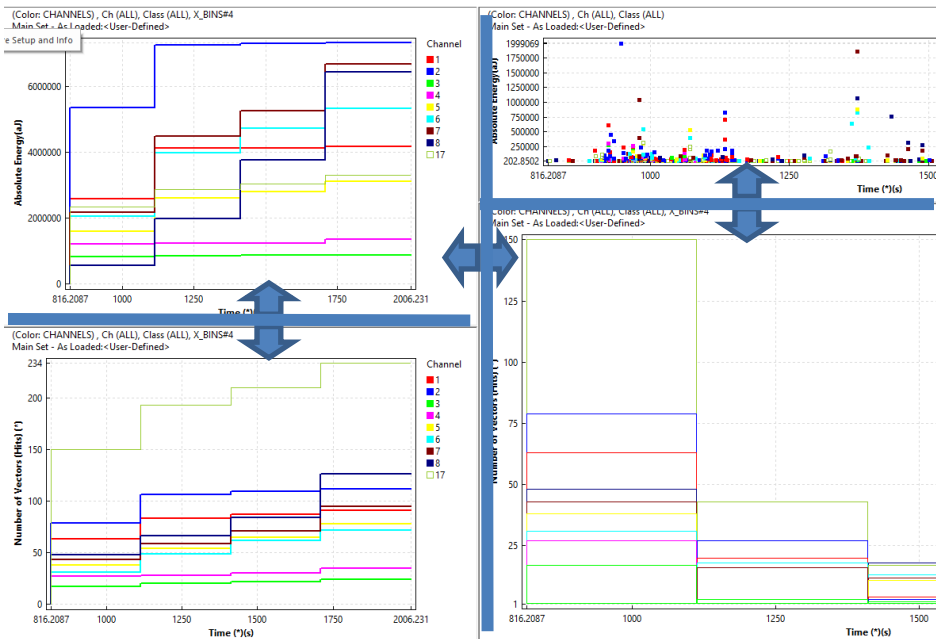 (Color: CHANNELS) , Ch (ALL), Class (ALL), X_BINS#4
Main Set - As Loaded:<User-Defined>
e Setup and Info
Absolute Energy(aJ)
6000000
4000000
2000000
0
816.2087 1000 1250 1500 1750 2006.231
Time (*)(s)
Channel
1
2
3
4
5
6
7
8
17
(Color: CHANNELS) , Ch (ALL), Class (ALL)
Main Set - As Loaded:<User-Defined>
Absolute Energy(aJ)
1999069
1750000
1500000
1250000
1000000
750000
500000
250000
202.8502
816.2087 1000 1250 1500
Time (*)(s)
(Color: CHANNELS) , Ch (ALL), Class (ALL), X_BINS#4
Main Set - As Loaded:<User-Defined>
Number of Vectors (Hits) (*)
234
200
150
100
50
0
816.2087 1000 1250 1500 1750 2006.231
Time (*)(s)
Channel
1
2
3
4
5
6
7
8
17
(Color: CHANNELS) , Ch (ALL), Class (ALL), X_BINS#4
Main Set - As Loaded:<User-Defined>
Number of Vectors (Hits) (*)
150
125
100
75
50
25
1
816.2087 1000 1250 1500